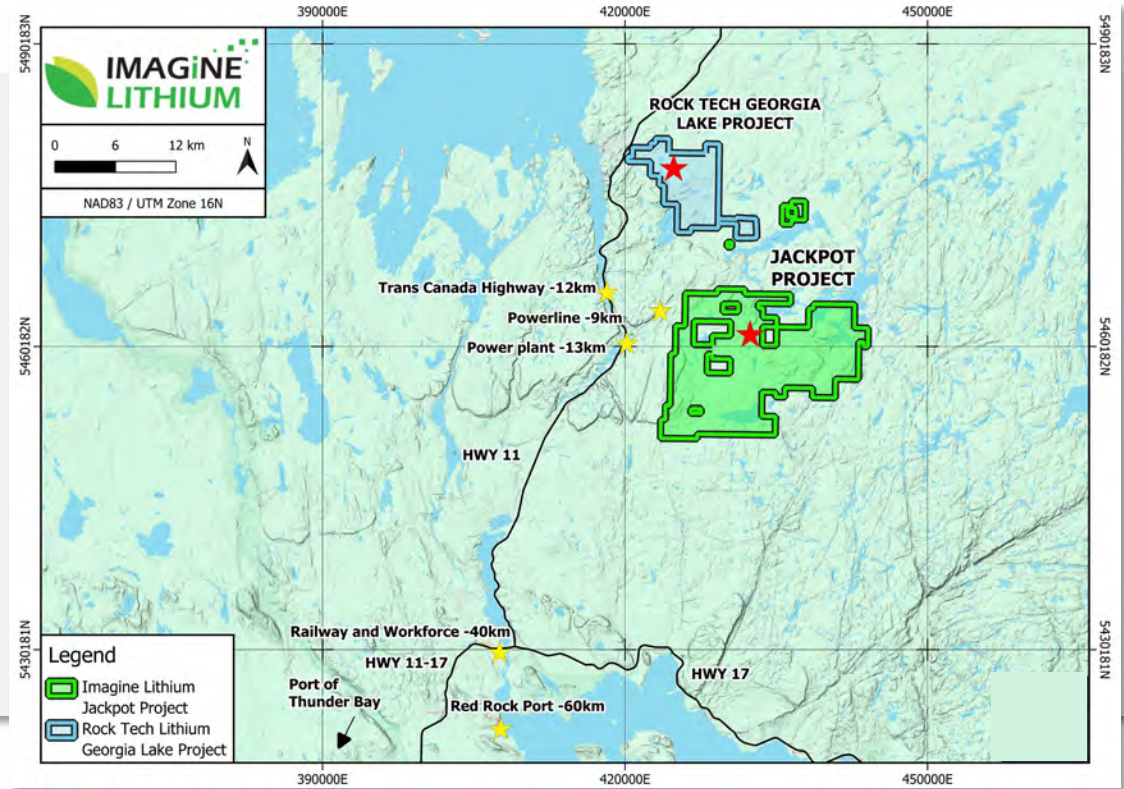 390000E
420000E
450000E
5490183N
5490183N
IMAGiNE
LITHIUM
0 6 12 km
N
NAD83 / UTM Zone 16N
ROCK TECH GEORGIA
LAKE PROJECT
JACKPOT
PROJECT
Trans Canada Highway -12km
Powerline -9km
Power plant -13km
5460182N
5460182N
HWY 11
Railway and Workforce -40km
HWY 11-17
HWY 17
5430181N
5430181N
Port of
Thunder Bay
Red Rock Port -60km
Legend
Imagine Lithium
Jackpot Project
Rock Tech Lithium
Georgia Lake Project
390000E
420000E
450000E